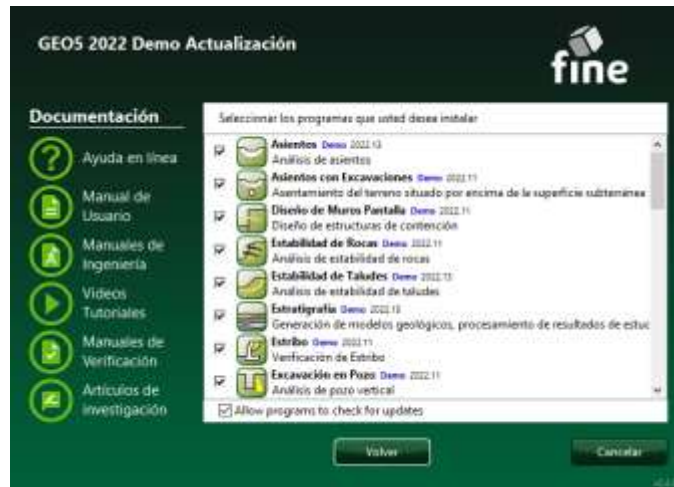 GEO5 2022 Demo Actualización
fine
Documentación
Ayuda en línea
Manual de
Usuario
Manuales de
Ingeniería
Videos
Tutoriales
Manuales de
Verificación
Artículos de
investigación
Seleccionar los programas que usted desea instalar
Asientos Demo 2022.13
Análisis de asientos
Asientos con Excavaciones Demo 2022.11
Asentamiento del terreno situado por encima de la superficie subterránea
Diseño de Muros Pantalla Demo 2022.11
Diseño de estructuras de contención
Estabilidad de Rocas Demo 2022.11
Análisis de estabilidad de rocas
Estabilidad de Taludes Demo 2022.13
Análisis de estabilidad de taludes
Estratigrafía Demo 2022.13
Generación de modelos geológicos, procesamiento de resultados de estuc
Estribo Demo 2022.11
Verificación de Estribo
Excavación en Pozo Demo 2022.11
Análisis de pozo vertical
Allow programs to check for updates
Volver
Cancelar